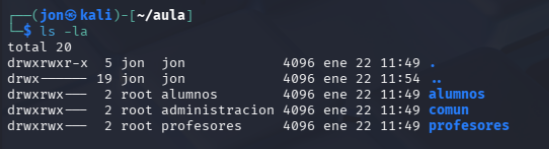 ┌──(jon㉿kali)-[~/aula]
└─$ ls -la
total 20
drwxrwxr-x  5 jon  jon            4096 ene 22 11:49 .
drwx------ 19 jon  jon            4096 ene 22 11:54 ..
drwxrwx---  2 root alumnos        4096 ene 22 11:49 alumnos
drwxrwx---  2 root administracion 4096 ene 22 11:49 comun
drwxrwx---  2 root profesores     4096 ene 22 11:49 profesores